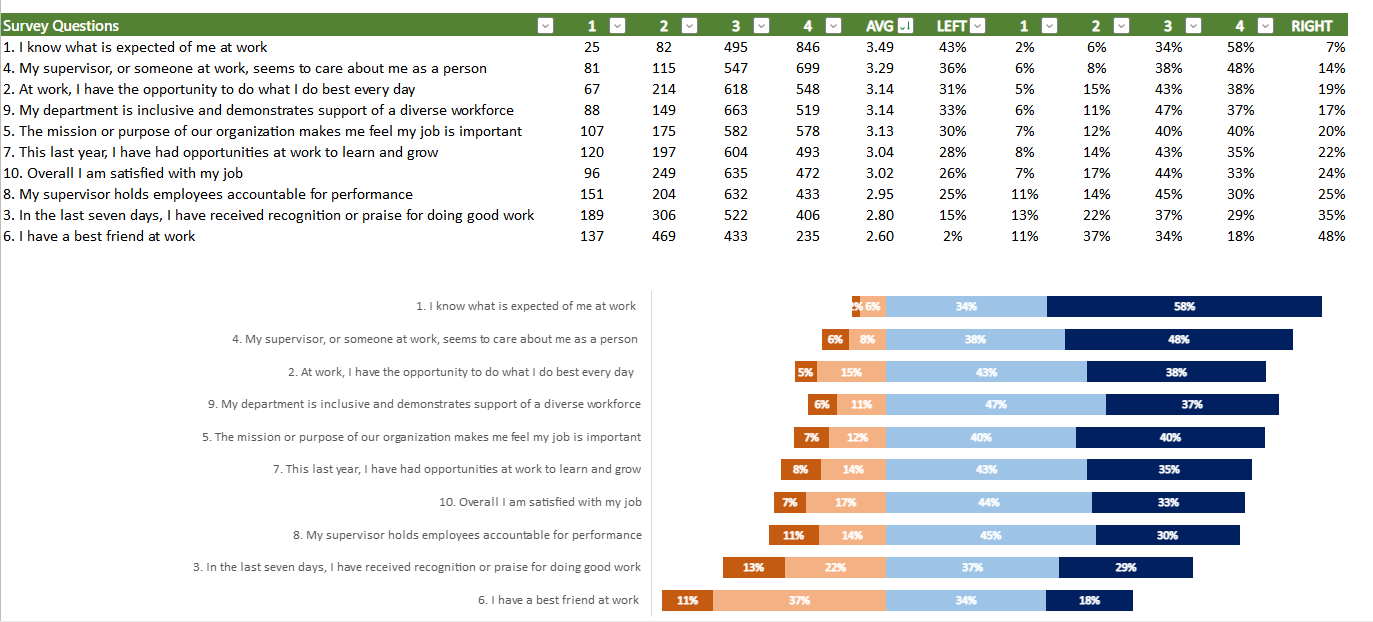 Survey Questions 1 2 3 4 AVG LEFT 1 2 3 4 RIGHT
1. I know what is expected of me at work 25 82 495 846 3.49 43% 2% 6% 34% 58% 7%
4. My supervisor, or someone at work, seems to care about me as a person 81 115 547 699 3.29 36% 6% 8% 38% 48% 14%
2. At work, I have the opportunity to do what I do best every day 67 214 618 548 3.14 31% 5% 15% 43% 38% 19%
9. My department is inclusive and demonstrates support of a diverse workforce 88 149 663 519 3.14 33% 6% 11% 47% 37% 17%
5. The mission or purpose of our organization makes me feel my job is important 107 175 582 578 3.13 30% 7% 12% 40% 40% 20%
7. This last year, I have had opportunities at work to learn and grow 120 197 604 493 3.04 28% 8% 14% 43% 35% 22%
10. Overall I am satisfied with my job 96 249 635 472 3.02 26% 7% 17% 44% 33% 24%
8. My supervisor holds employees accountable for performance 151 204 632 433 2.95 25% 11% 14% 45% 30% 25%
3. In the last seven days, I have received recognition or praise for doing good work 189 306 522 406 2.80 15% 13% 22% 37% 29% 35%
6. I have a best friend at work 137 469 433 235 2.60 2% 11% 37% 34% 18% 48%
1. I know what is expected of me at work 2% 6% 34% 58%
4. My supervisor, or someone at work, seems to care about me as a person 6% 8% 38% 48%
2. At work, I have the opportunity to do what I do best every day 5% 15% 43% 38%
9. My department is inclusive and demonstrates support of a diverse workforce 6% 11% 47% 37%
5. The mission or purpose of our organization makes me feel my job is important 7% 12% 40% 40%
7. This last year, I have had opportunities at work to learn and grow 8% 14% 43% 35%
10. Overall I am satisfied with my job 7% 17% 44% 33%
8. My supervisor holds employees accountable for performance 11% 14% 45% 30%
3. In the last seven days, I have received recognition or praise for doing good work 13% 22% 37% 29%
6. I have a best friend at work 11% 37% 34% 18%